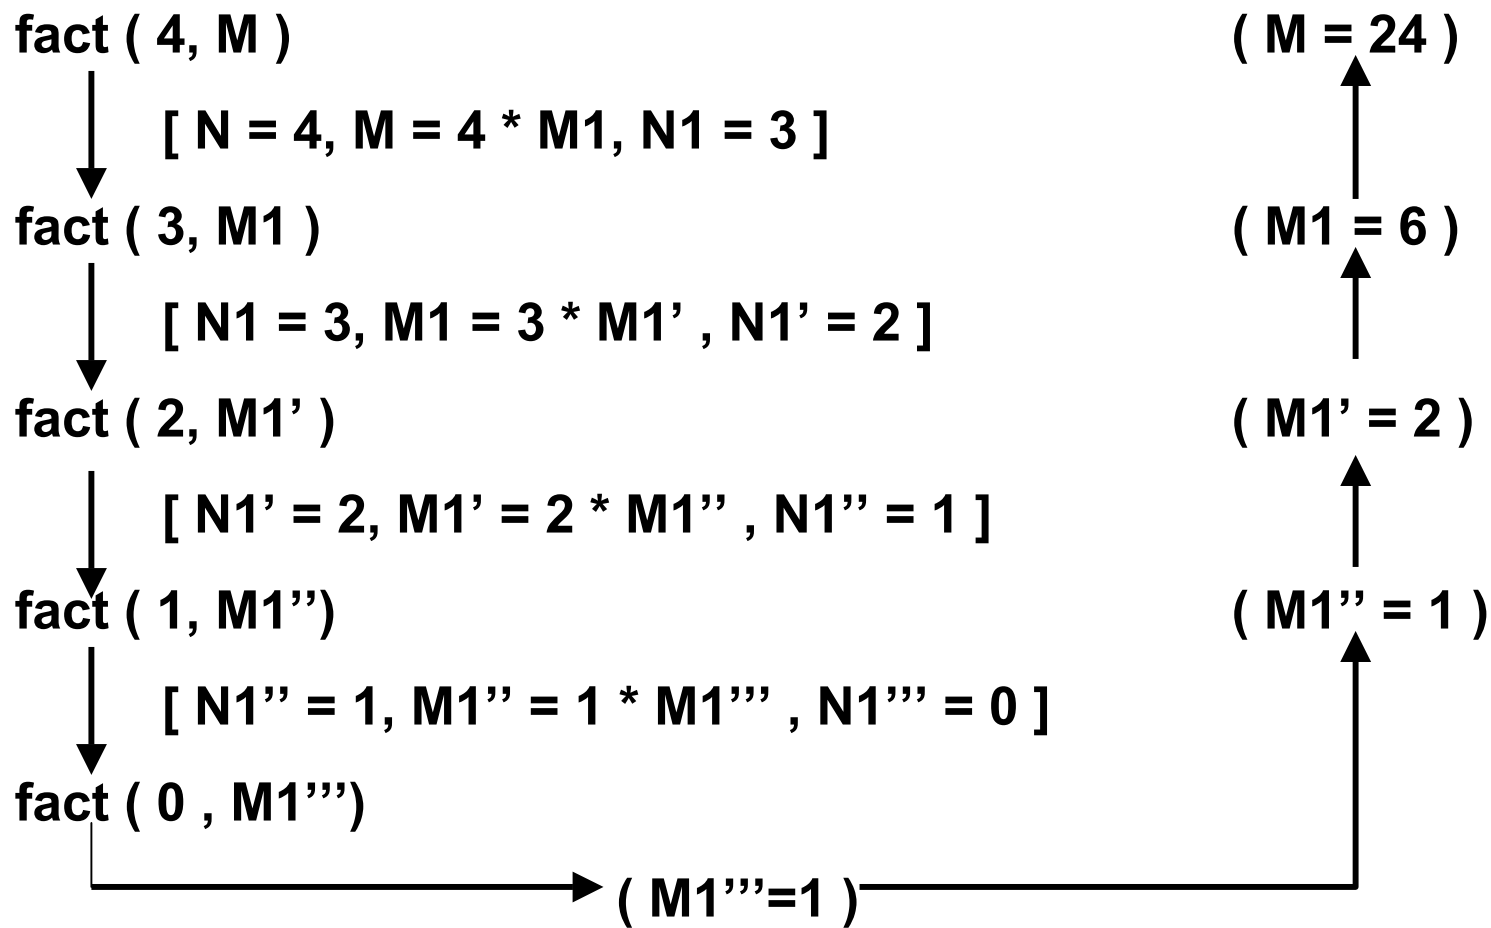 fact ( 4, M ) ( M = 24 )
[ N = 4, M = 4 * M1, N1 = 3 ]
fact ( 3, M1 ) ( M1 = 6 )
[ N1 = 3, M1 = 3 * M1’ , N1’ = 2 ]
fact ( 2, M1’ ) ( M1’ = 2 )
[ N1’ = 2, M1’ = 2 * M1’’ , N1’’ = 1 ]
fact ( 1, M1’’) ( M1’’ = 1 )
[ N1’’ = 1, M1’’ = 1 * M1’’’ , N1’’’ = 0 ]
fact ( 0 , M1’’’)
( M1’’’=1 )